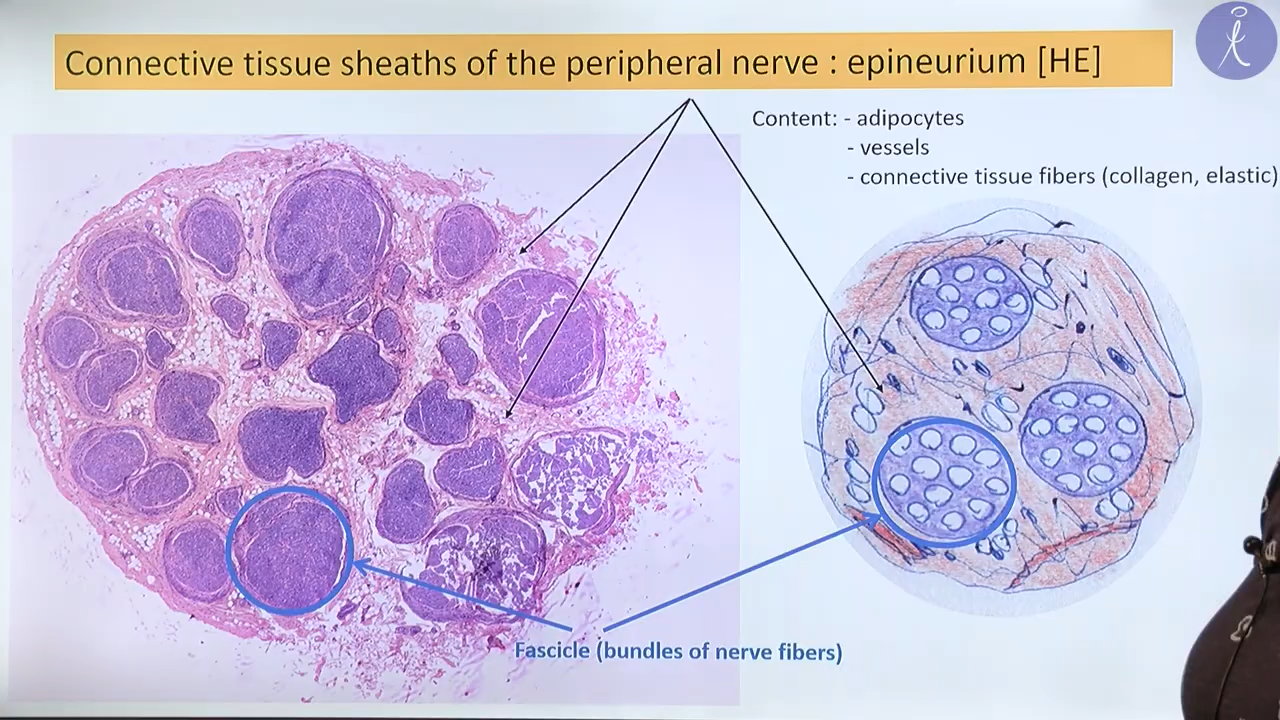 Connective tissue sheaths of the peripheral nerve : epineurium [HE]
Content: - adipocytes
- vessels
- connective tissue fibers (collagen, elastic)
Fascicle (bundles of nerve fibers)